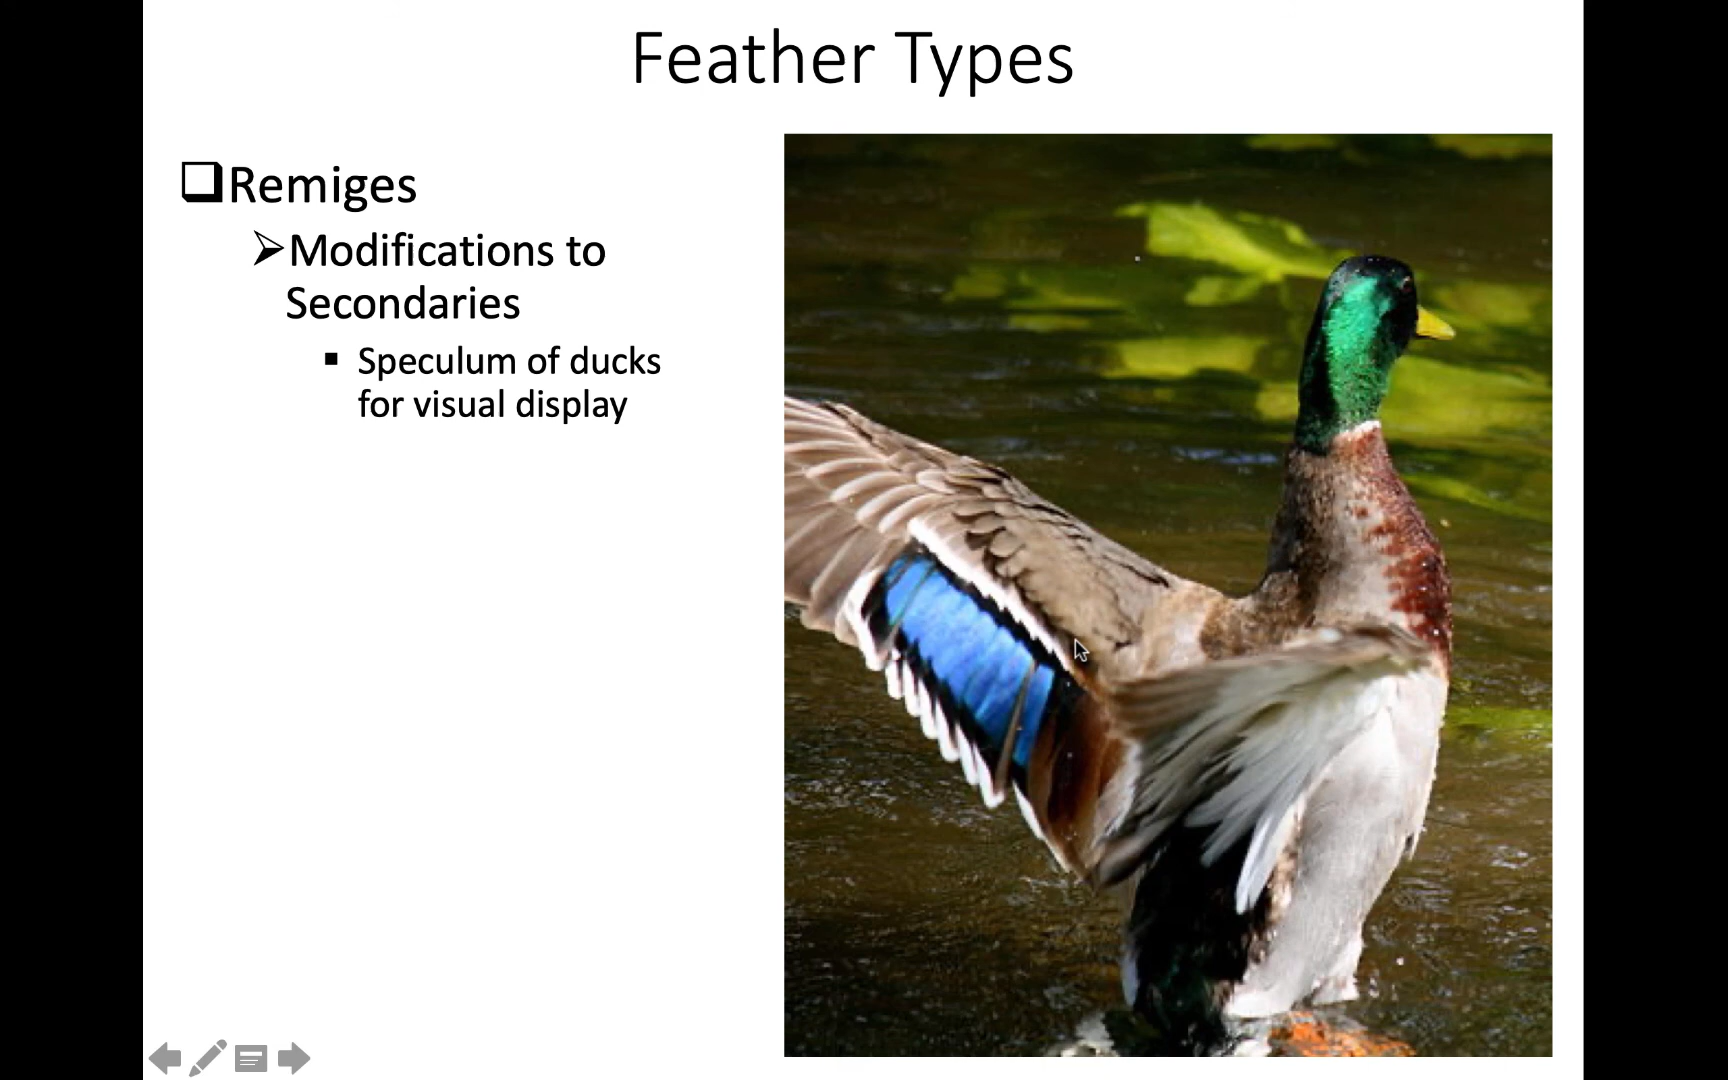 Feather Types
Remiges
Modifications to
Secondaries
Speculum of ducks
for visual display